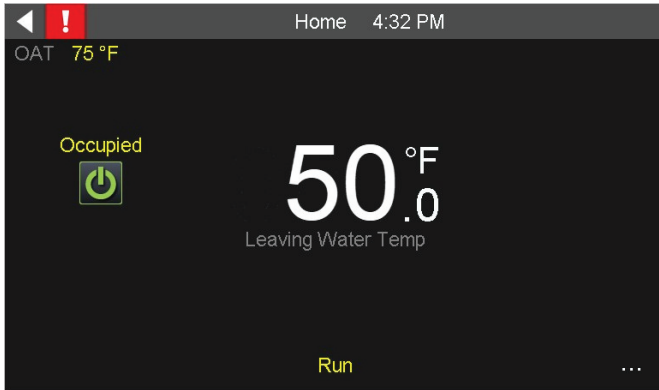 ! Home 4:32 PM
OAT 75 °F
Occupied
50.0 °F
Leaving Water Temp
Run
...